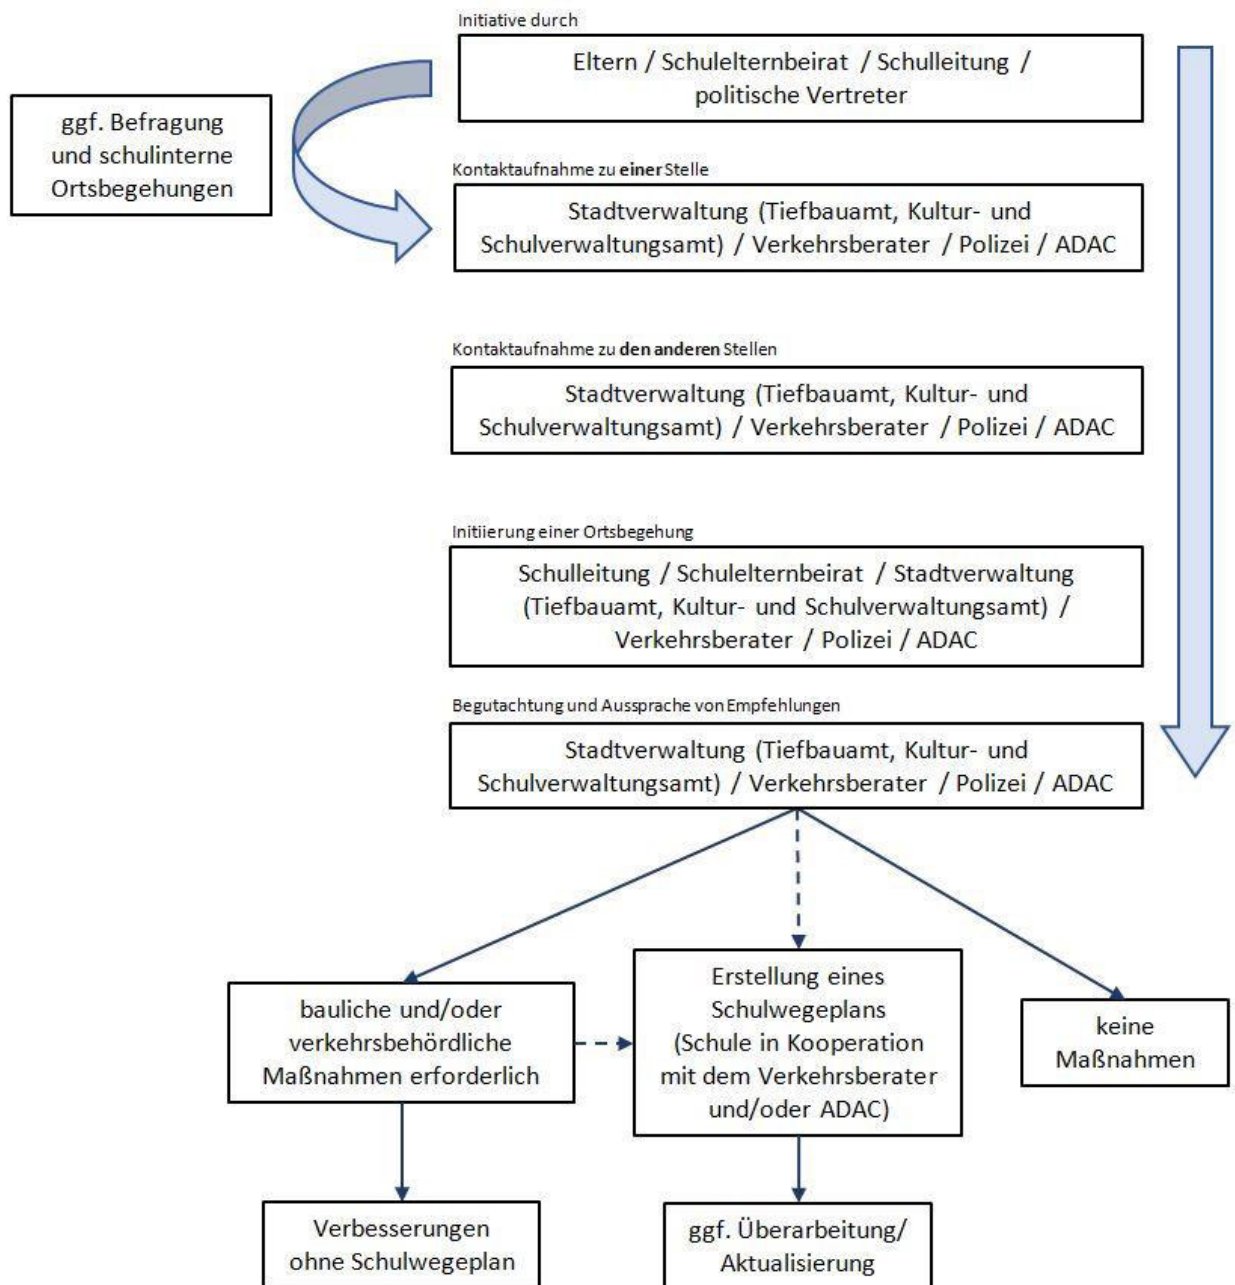 Initiative durch
Eltern / Schulelternbeirat / Schulleitung /
politische Vertreter
ggf. Befragung
und schulinterne
Ortsbegehungen
Kontaktaufnahme zu einer Stelle
Stadtverwaltung (Tiefbauamt, Kultur- und
Schulverwaltungsamt) / Verkehrsberater / Polizei / ADAC
Kontaktaufnahme zu den anderen Stellen
Stadtverwaltung (Tiefbauamt, Kultur- und
Schulverwaltungsamt) / Verkehrsberater / Polizei / ADAC
Initiierung einer Ortsbegehung
Schulleitung / Schulelternbeirat / Stadtverwaltung
(Tiefbauamt, Kultur- und Schulverwaltungsamt) /
Verkehrsberater / Polizei / ADAC
Begutachtung und Aussprache von Empfehlungen
Stadtverwaltung (Tiefbauamt, Kultur- und
Schulverwaltungsamt) / Verkehrsberater / Polizei / ADAC
bauliche und/oder
verkehrsbehördliche
Maßnahmen erforderlich
Erstellung eines
Schulwegeplans
(Schule in Kooperation
mit dem Verkehrsberater
und/oder ADAC)
keine
Maßnahmen
Verbesserungen
ohne Schulwegeplan
ggf. Überarbeitung/
Aktualisierung